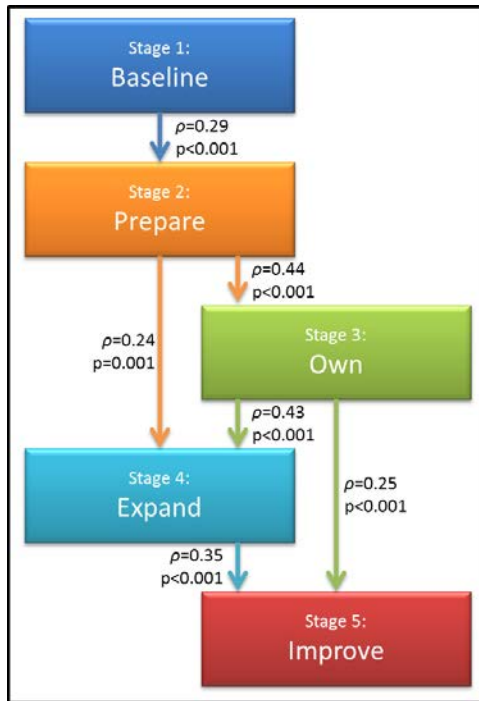 Stage 1:
Baseline
ρ=0.29
p<0.001
Stage 2:
Prepare
ρ=0.44
p<0.001
ρ=0.24
p=0.001
Stage 3:
Own
ρ=0.43
p<0.001
Stage 4:
Expand
ρ=0.25
p<0.001
ρ=0.35
p<0.001
Stage 5:
Improve